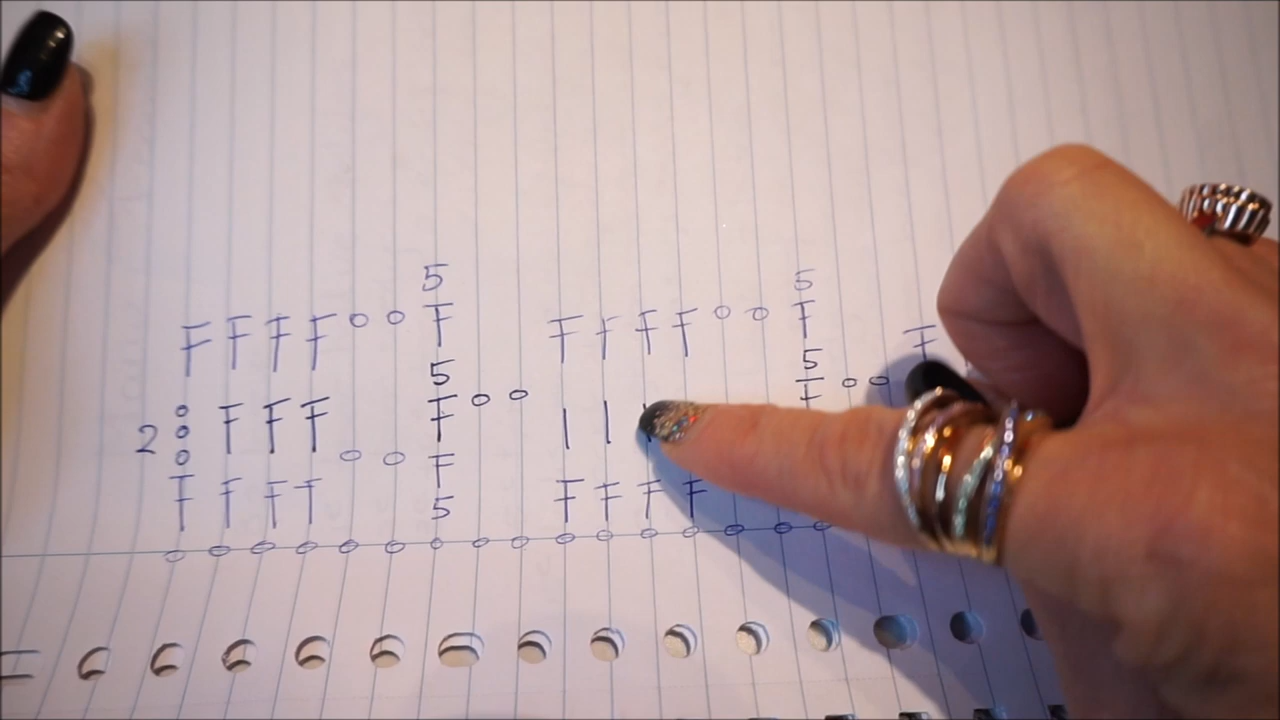 5 5
F F F F o o F F F F F o o F F
5 5
o F F F F o o | | | F o o
2 o
o o o F
F F F F 5 F F F F
o o o o o o o o o o o o o o o o